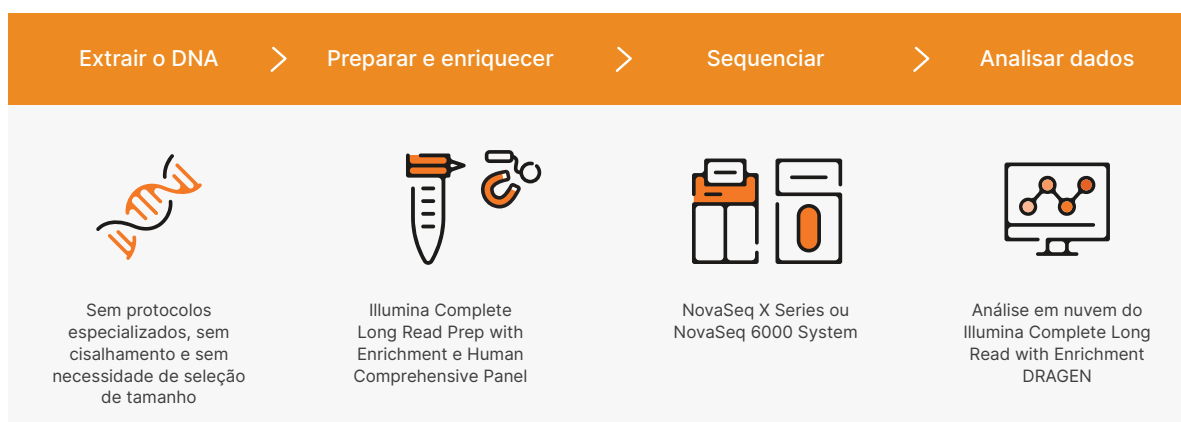 Extrair o DNA
Preparar e enriquecer
Sequenciar
Analisar dados
Sem protocolos
especializados, sem
cisalhamento e sem
necessidade de seleção
de tamanho
Illumina Complete
Long Read Prep with
Enrichment e Human
Comprehensive Panel
NovaSeq X Series ou
NovaSeq 6000 System
Análise em nuvem do
Illumina Complete Long
Read with Enrichment
DRAGEN